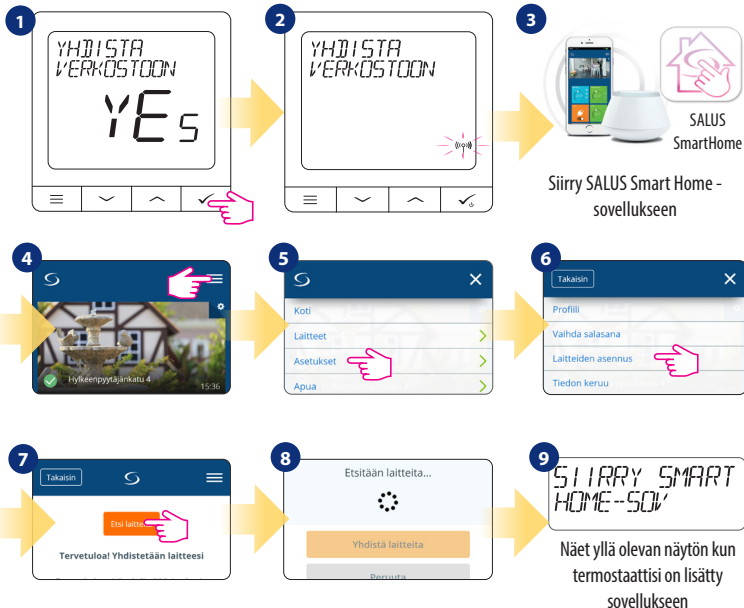 1
YHDISTA
VERKOSTOON
YES
2
YHDISTA
VERKOSTOON
3
SALUS
SmartHome
Siirry SALUS Smart Home -
sovellukseen
4
Hylkeenpyytäjänkatu 4
15:36
5
Koti
Laitteet
Asetukset
Apua
6
Takaisin
Profiili
Vaihda salasana
Laitteiden asennus
Tiedon keruu
7
Takaisin
Etsi
Tervetuloa! Yhdistetään laitteesi
8
Etsitään laitteita...
Yhdistä laitteita
Peruuta
9
SIIRRY SMART
HOME-SOV
Näet yllä olevan näytön kun
termostaattisi on lisätty
sovellukseen